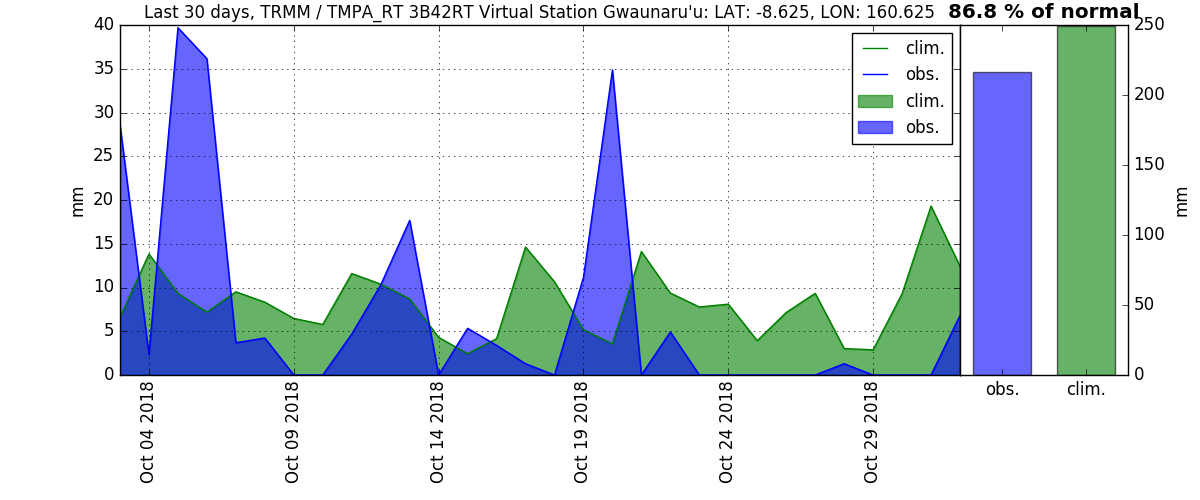 Last 30 days, TRMM / TMPA_RT 3B42RT Virtual Station Gwaunaru'u: LAT: -8.625, LON: 160.625
86.8 % of normal
40
35
30
25
20
15
10
5
0
mm
clim.
obs.
clim.
obs.
Oct 04 2018
Oct 09 2018
Oct 14 2018
Oct 19 2018
Oct 24 2018
Oct 29 2018
250
200
150
100
50
0
mm
obs.
clim.